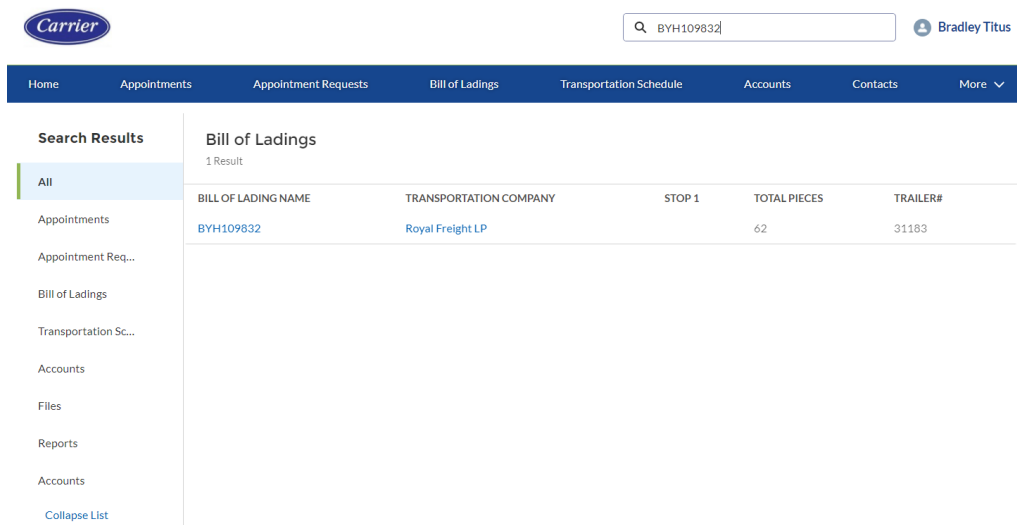 Carrier
BYH109832
Bradley Titus
Home Appointments Appointment Requests Bill of Ladings Transportation Schedule Accounts Contacts More
Search Results
All
Appointments
Appointment Req...
Bill of Ladings
Transportation Sc...
Accounts
Files
Reports
Accounts
Collapse List
Bill of Ladings
1 Result
BILL OF LADING NAME TRANSPORTATION COMPANY STOP 1 TOTAL PIECES TRAILER#
BYH109832 Royal Freight LP 62 31183